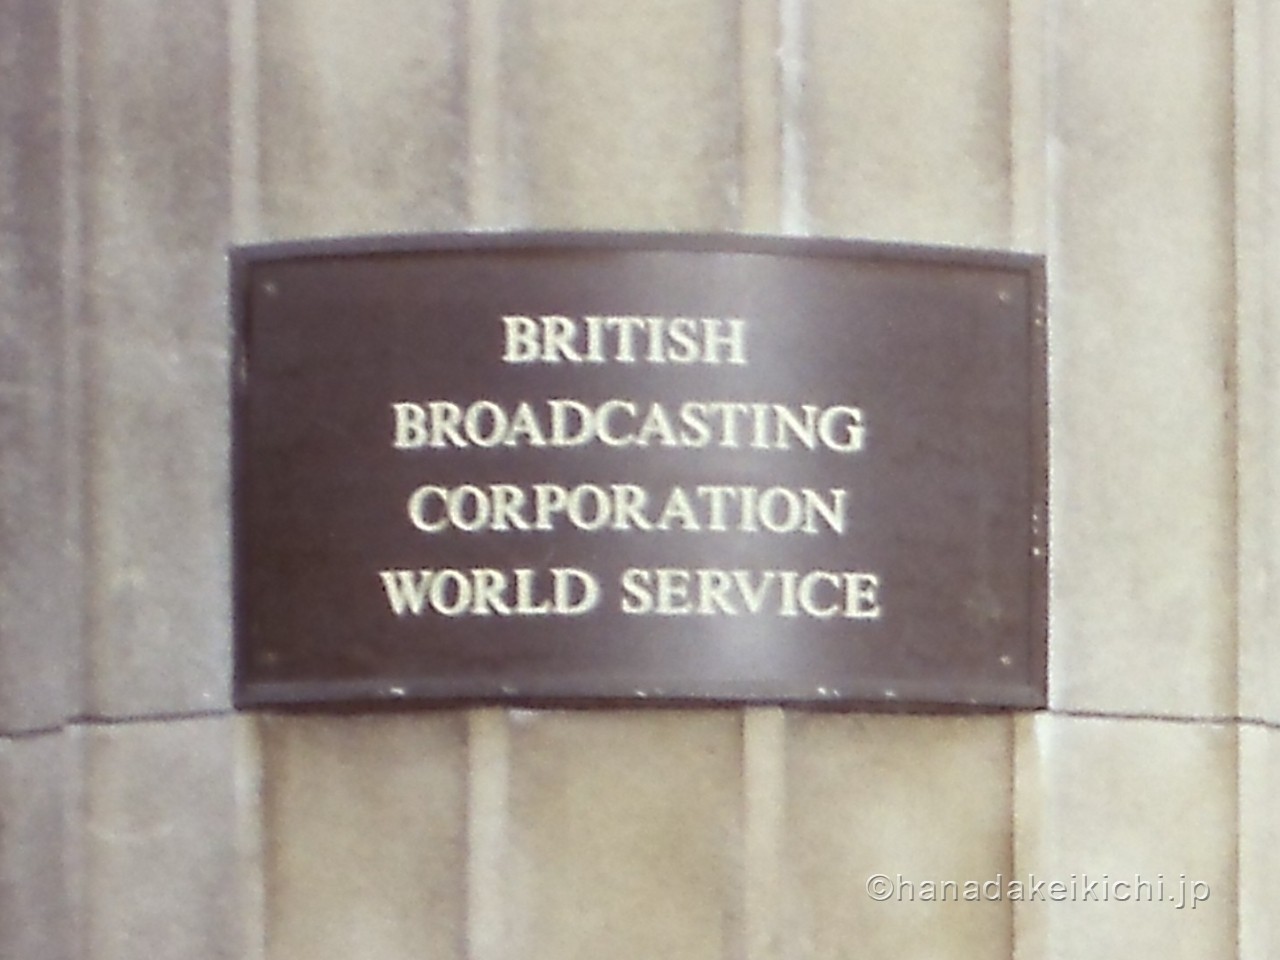 BRITISH
BROADCASTING
CORPORATION
WORLD SERVICE
©hanadakeikichi.jp